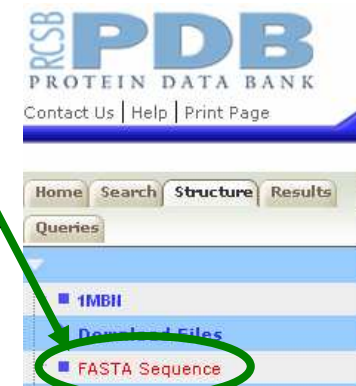 RCSB
PDB
PROTEIN DATA BANK
Contact Us | Help | Print Page
Home Search Structure Results
Queries
1MBN
Download Files
FASTA Sequence